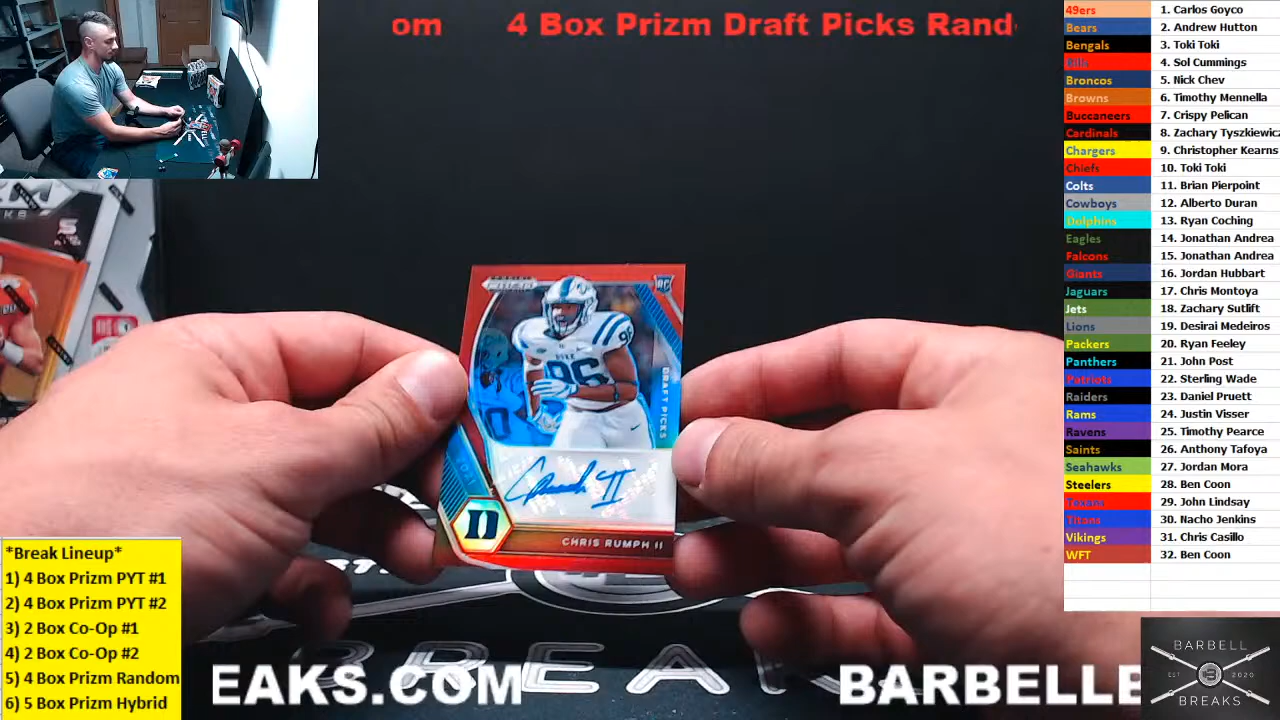 om 4 Box Prizm Draft Picks Rand
49ers 1. Carlos Goyco
Bears 2. Andrew Hutton
Bengals 3. Toki Toki
Bills 4. Sol Cummings
Broncos 5. Nick Chev
Browns 6. Timothy Mennella
Buccaneers 7. Crispy Pelican
Cardinals 8. Zachary Tyszkiewicz
Chargers 9. Christopher Kearns
Chiefs 10. Toki Toki
Colts 11. Brian Pierpoint
Cowboys 12. Alberto Duran
Dolphins 13. Ryan Coching
Eagles 14. Jonathan Andrea
Falcons 15. Jonathan Andrea
Giants 16. Jordan Hubbart
Jaguars 17. Chris Montoya
Jets 18. Zachary Sutlift
Lions 19. Desirai Medeiros
Packers 20. Ryan Feeley
Panthers 21. John Post
Patriots 22. Sterling Wade
Raiders 23. Daniel Pruett
Rams 24. Justin Visser
Ravens 25. Timothy Pearce
Saints 26. Anthony Tafoya
Seahawks 27. Jordan Mora
Steelers 28. Ben Coon
Texans 29. John Lindsay
Titans 30. Nacho Jenkins
Vikings 31. Chris Casillo
WFT 32. Ben Coon
PRIZM
RC
DUKE
96
DRAFT PICKS
CHRIS RUMPH II
*Break Lineup*
1) 4 Box Prizm PYT #1
2) 4 Box Prizm PYT #2
3) 2 Box Co-Op #1
4) 2 Box Co-Op #2
5) 4 Box Prizm Random
6) 5 Box Prizm Hybrid
BREAK
EAKS.COM BARBELLB
BARBELL
EST 2020
BREAKS